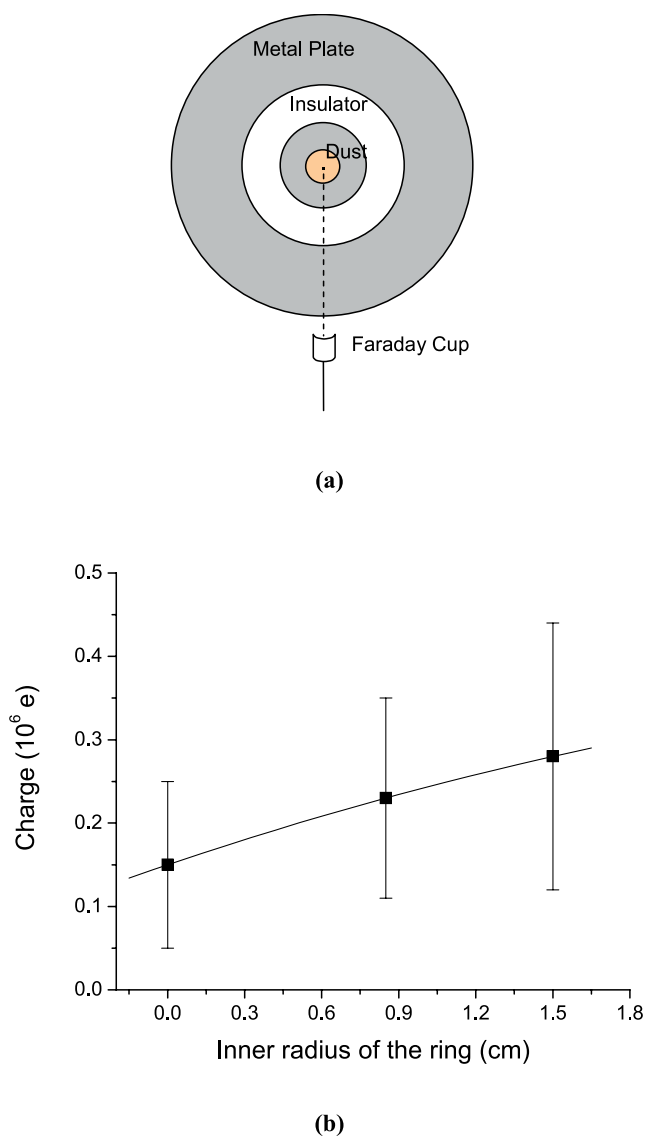 Metal Plate
Insulator
Dust
Faraday Cup
(a)
0.5
0.4
0.3
0.2
0.1
0.0
Charge (10⁶ e)
0.0 0.3 0.6 0.9 1.2 1.5 1.8
Inner radius of the ring (cm)
(b)